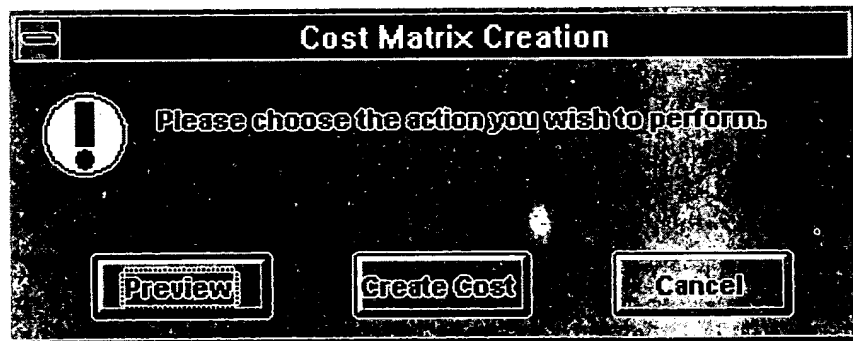 Cost Matrix Creation
Please choose the action you wish to perform.
Preview Create Cost Cancel